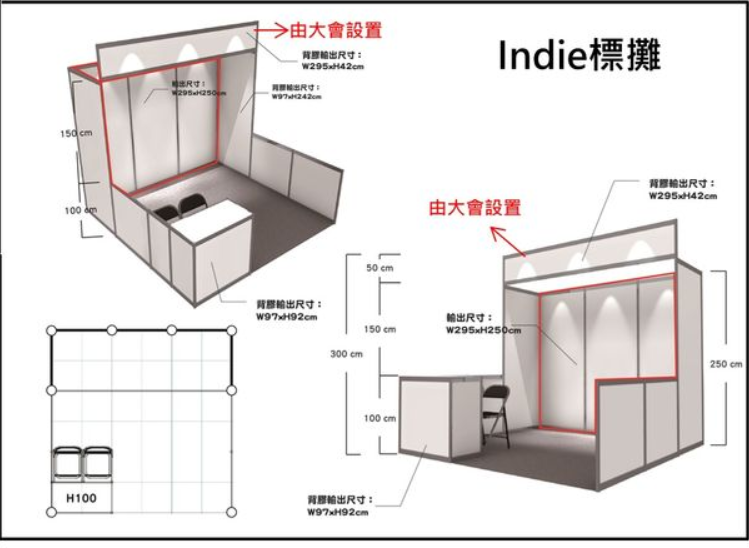 Indie標攤
由大會設置
背膠輸出尺寸：
W295xH42cm
輸出尺寸：
W295xH250cm
背膠輸出尺寸：
W97xH242cm
150 cm
100 cm
背膠輸出尺寸：
W97xH92cm
H100
由大會設置
背膠輸出尺寸：
W295xH42cm
50 cm
輸出尺寸：
W295xH250cm
150 cm
300 cm
250 cm
100 cm
背膠輸出尺寸：
W97xH92cm